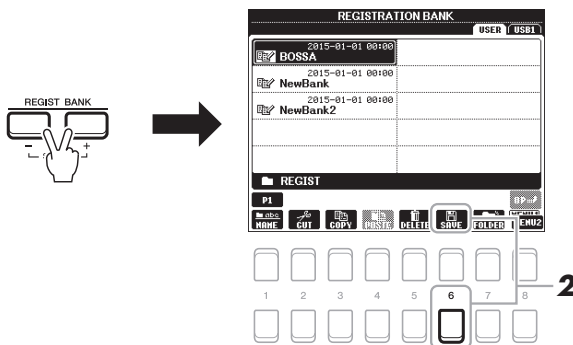 REGIST BANK
- +
REGISTRATION BANK
USER USB1
2015-01-01 00:00
BOSSA
2015-01-01 00:00
NewBank
2015-01-01 00:00
NewBank2
REGIST
P1
abc
NAME CUT COPY PASTE DELETE SAVE FOLDER MENU2
1 2 3 4 5 6 7 8
2